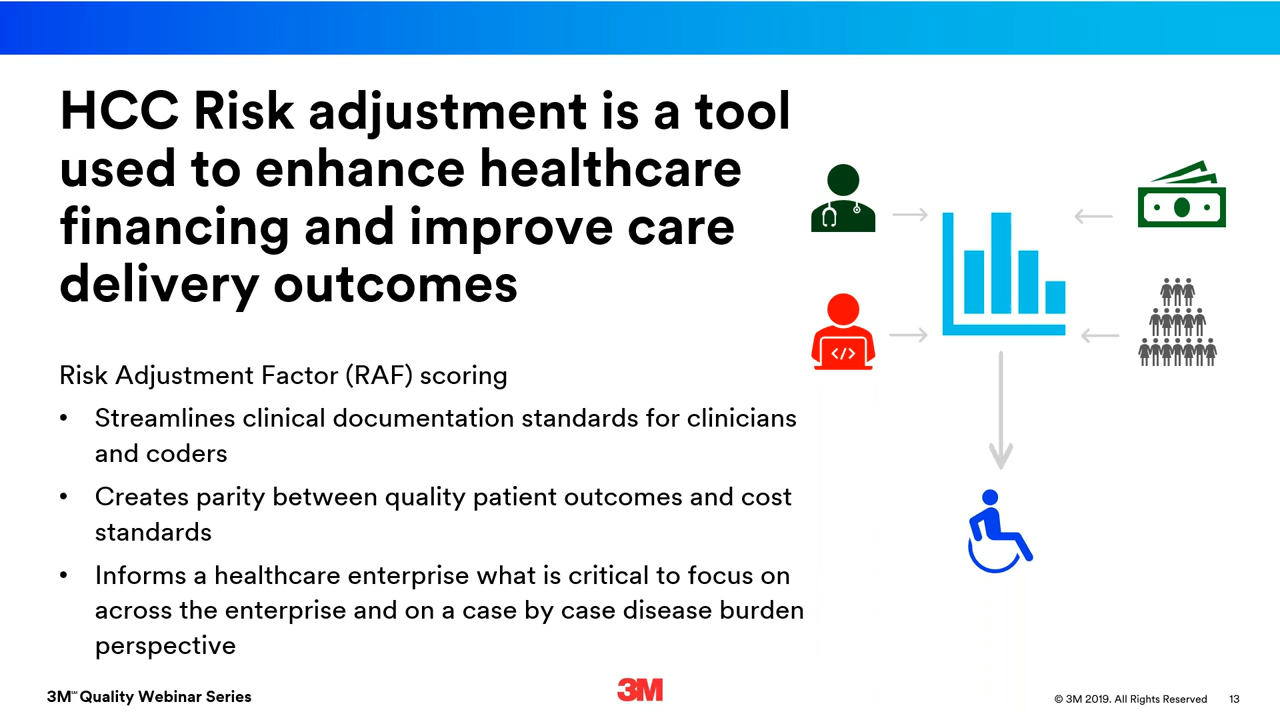 HCC Risk adjustment is a tool
used to enhance healthcare
financing and improve care
delivery outcomes
Risk Adjustment Factor (RAF) scoring
• Streamlines clinical documentation standards for clinicians
and coders
• Creates parity between quality patient outcomes and cost
standards
• Informs a healthcare enterprise what is critical to focus on
across the enterprise and on a case by case disease burden
perspective
</>
3M℠ Quality Webinar Series
3M
© 3M 2019. All Rights Reserved 13